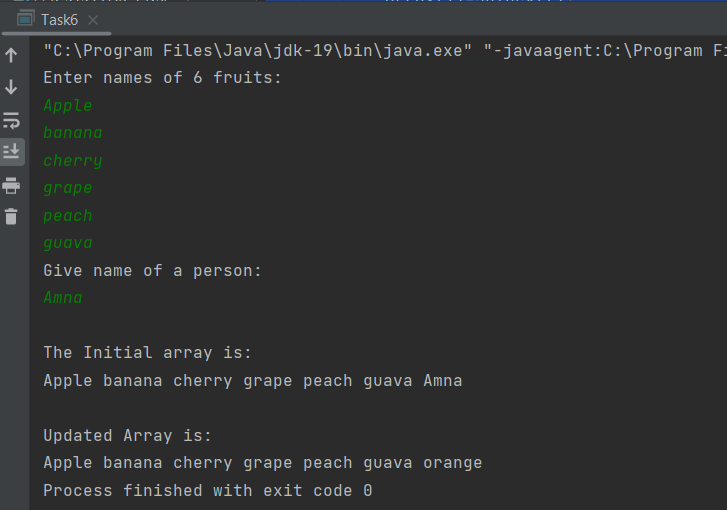 Task6
"C:\Program Files\Java\jdk-19\bin\java.exe" "-javaagent:C:\Program Fi
Enter names of 6 fruits:
Apple
banana
cherry
grape
peach
guava
Give name of a person:
Amna
The Initial array is:
Apple banana cherry grape peach guava Amna
Updated Array is:
Apple banana cherry grape peach guava orange
Process finished with exit code 0